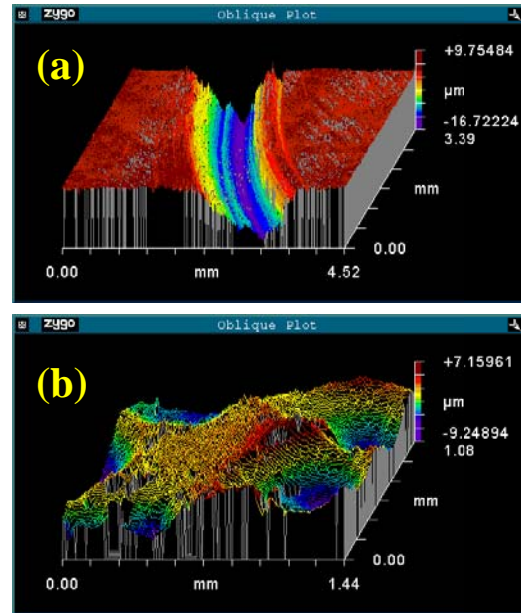 zygo Oblique Plot
(a)
+9.75484
µm
-16.72224
3.39
mm
0.00
0.00 mm 4.52
zygo Oblique Plot
(b)
+7.15961
µm
-9.24894
1.08
mm
0.00
0.00 mm 1.44